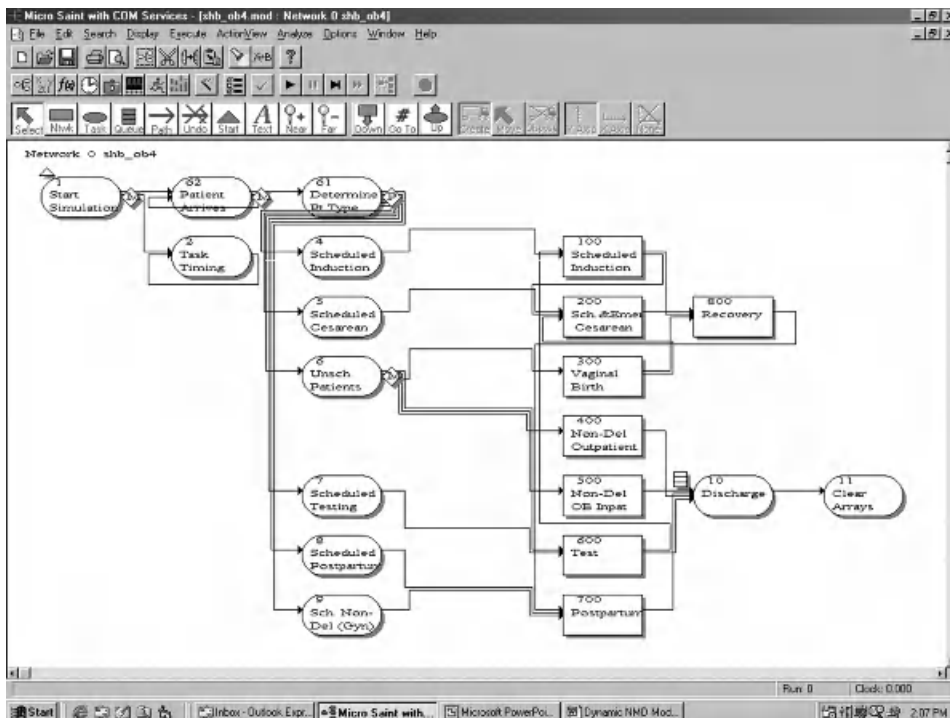 Micro Saint with COM Services - [shb_ob4.mod : Network 0 shb_ob4]
File Edit Search Display Execute ActionView Analyze Options Window Help
Select Ntwk Task Queue Path Undo Start Text Near Far Down Go To Up Create Move
Network 0 shb_ob4
1
Start
Simulation
62
Patient
Arrives
61
Determine
Pt Type
2
Task
Timing
4
Scheduled
Induction
100
Scheduled
Induction
Scheduled
Cesarean
200
Sch.&Emer
Cesarean
800
Recovery
Unsch
Patients
300
Vaginal
Birth
400
Non-Del
Outpatient
7
Scheduled
Testing
500
Non-Del
OB Inpat
10
Discharge
11
Clear
Arrays
8
Scheduled
Postpartum
600
Test
9
Sch. Non-
Del (Gyn)
700
Postpartum
Run: 0 Clock: 0.000
Start Inbox - Outlook Expr... Micro Saint with... Microsoft PowerPoi... Dynamic NMD Mod... 2:07 PM